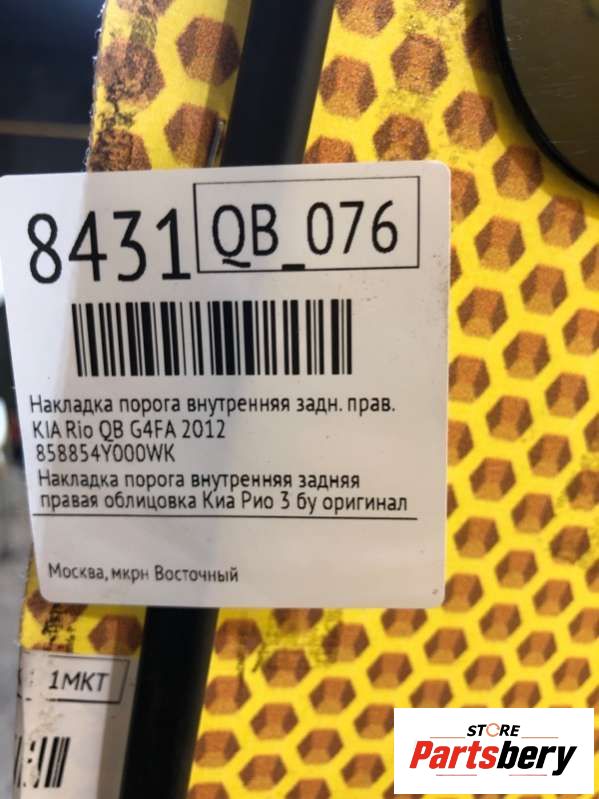 8431 QB_076
Накладка порога внутренняя задн. прав.
KIA Rio QB G4FA 2012
858854Y000WK
Накладка порога внутренняя задняя
правая облицовка Киа Рио 3 бу оригинал
Москва, мкрн Восточный
1МКТ
STORE
Partsbery